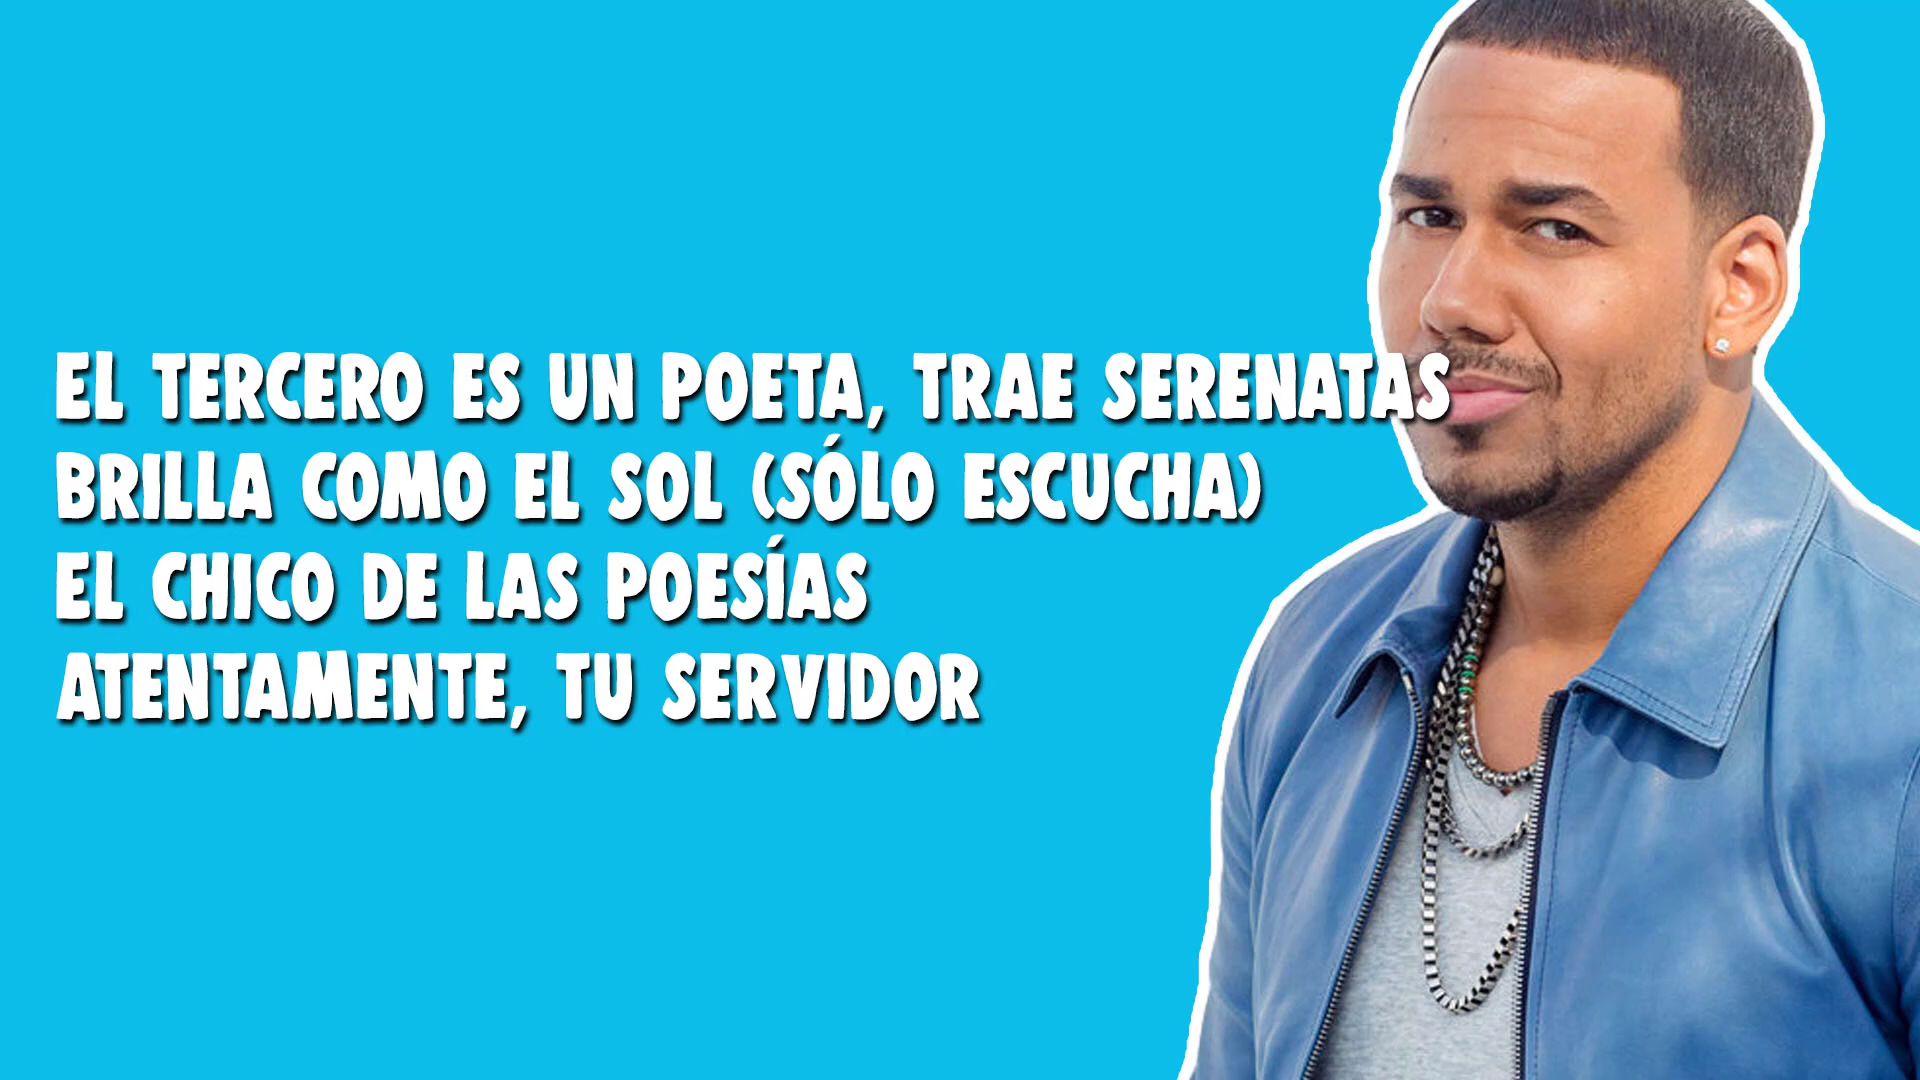 EL TERCERO ES UN POETA, TRAE SERENATAS
BRILLA COMO EL SOL (SÓLO ESCUCHA)
EL CHICO DE LAS POESÍAS
ATENTAMENTE, TU SERVIDOR